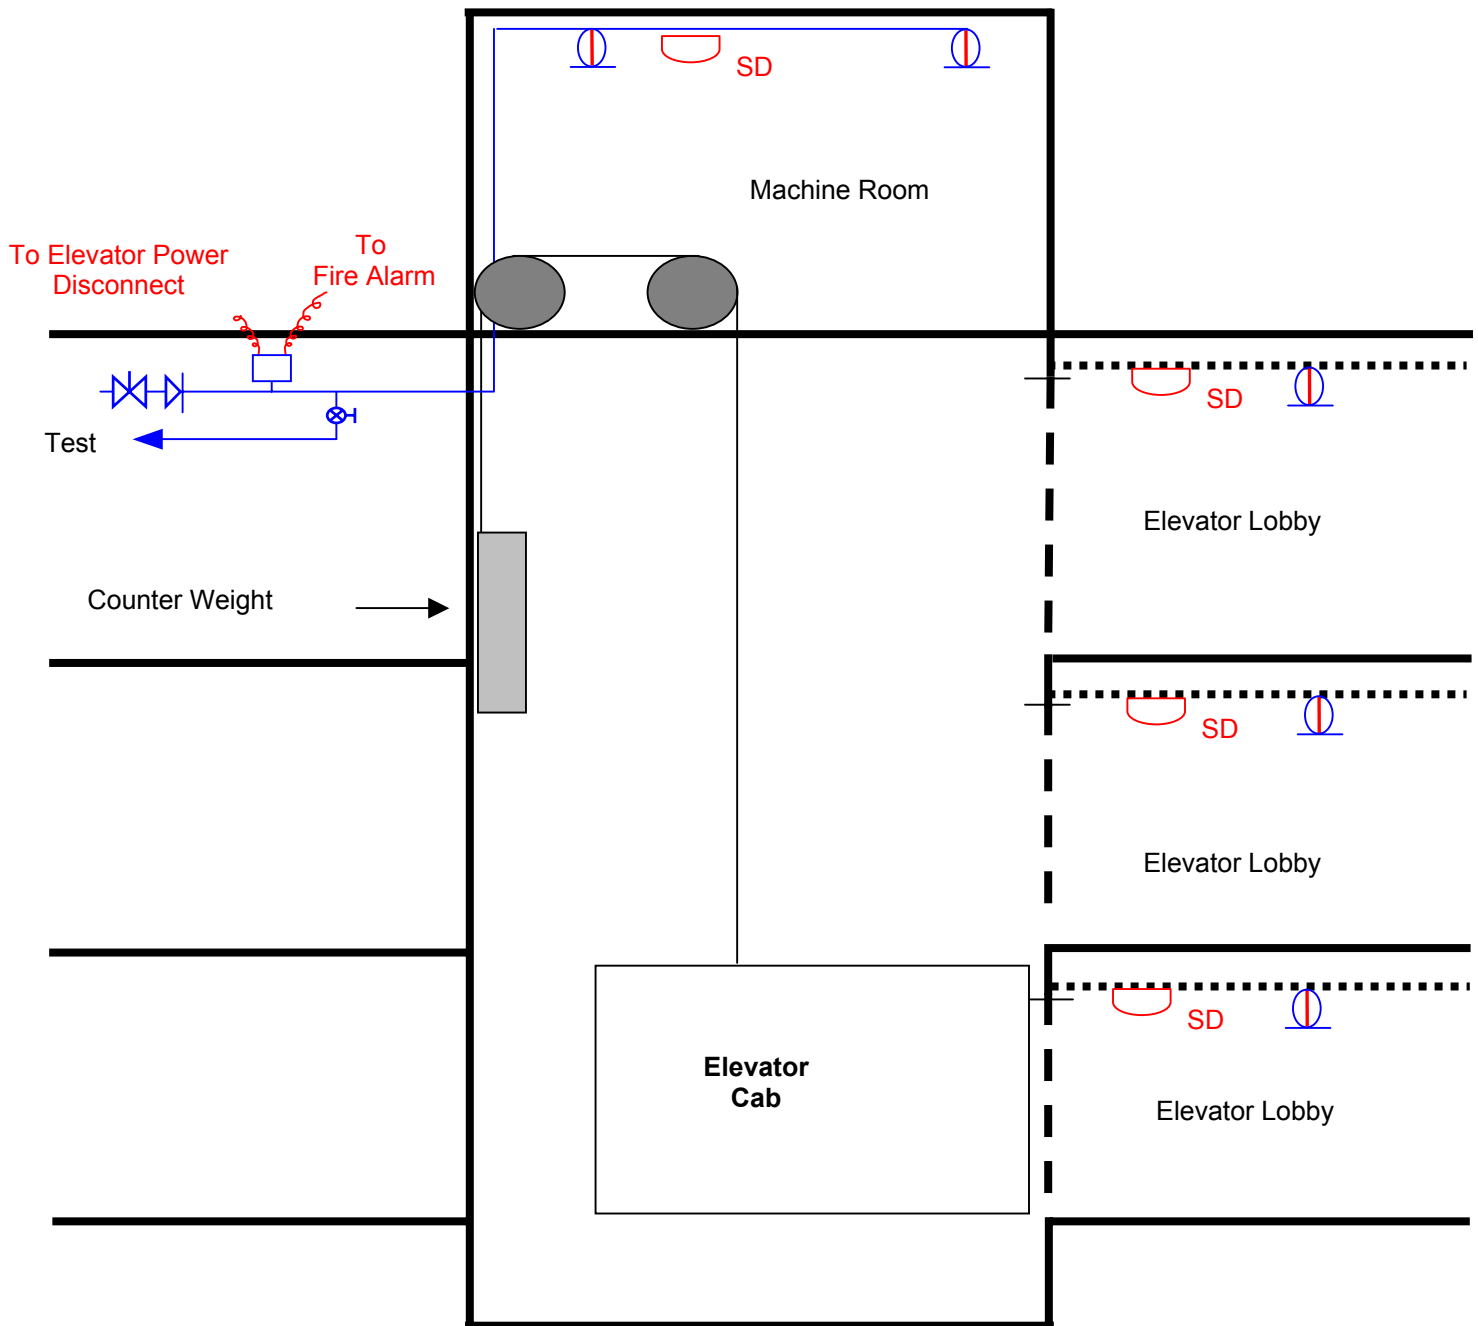 SD
Machine Room
To Elevator Power
Disconnect
To
Fire Alarm
SD
Test
Elevator Lobby
Counter Weight
SD
Elevator Lobby
SD
Elevator
Cab
Elevator Lobby